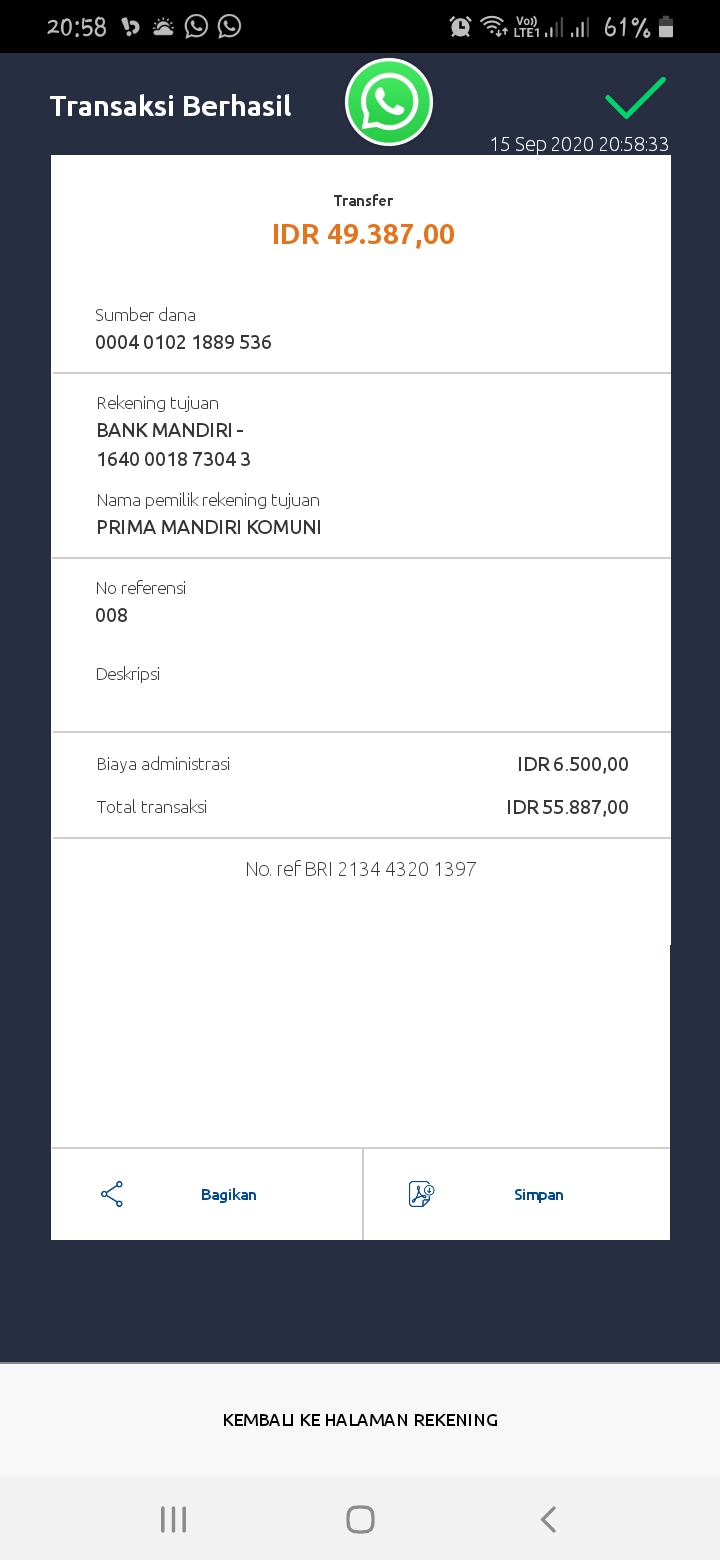 20:58
Vo))
LTE1
61%
Transaksi Berhasil
15 Sep 2020 20:58:33
Transfer
IDR 49.387,00
Sumber dana
0004 0102 1889 536
Rekening tujuan
BANK MANDIRI -
1640 0018 7304 3
Nama pemilik rekening tujuan
PRIMA MANDIRI KOMUNI
No referensi
008
Deskripsi
Biaya administrasi IDR 6.500,00
Total transaksi IDR 55.887,00
No. ref BRI 2134 4320 1397
Bagikan Simpan
KEMBALI KE HALAMAN REKENING